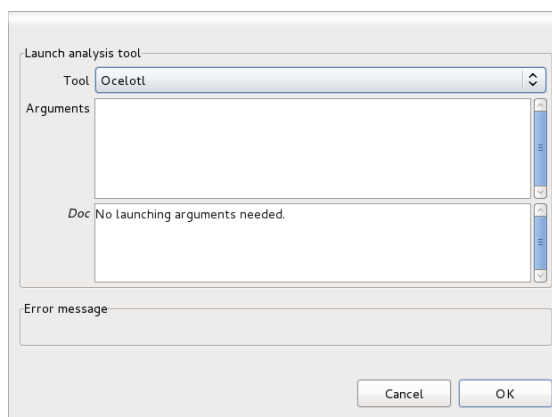 Launch analysis tool
Tool Ocelotl
Arguments
Doc No launching arguments needed.
Error message
Cancel OK